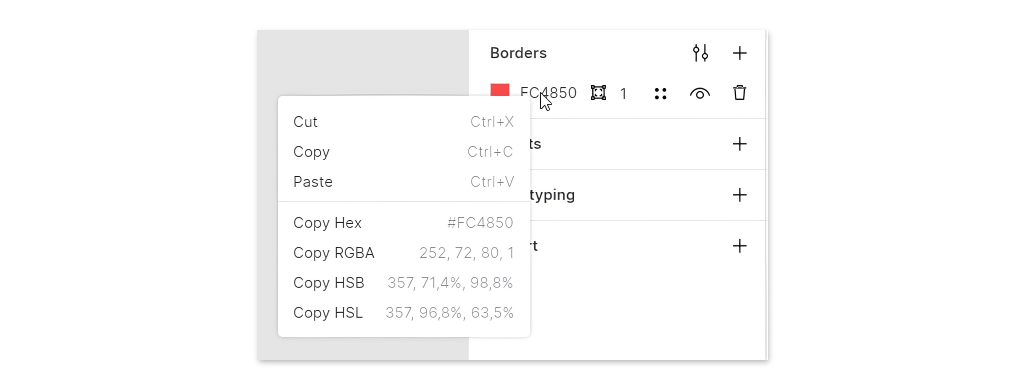 Borders
FC4850 1
Cut Ctrl+X
Copy Ctrl+C
Paste Ctrl+V
Copy Hex #FC4850
Copy RGBA 252, 72, 80, 1
Copy HSB 357, 71,4%, 98,8%
Copy HSL 357, 96,8%, 63,5%
ts
typing
rt